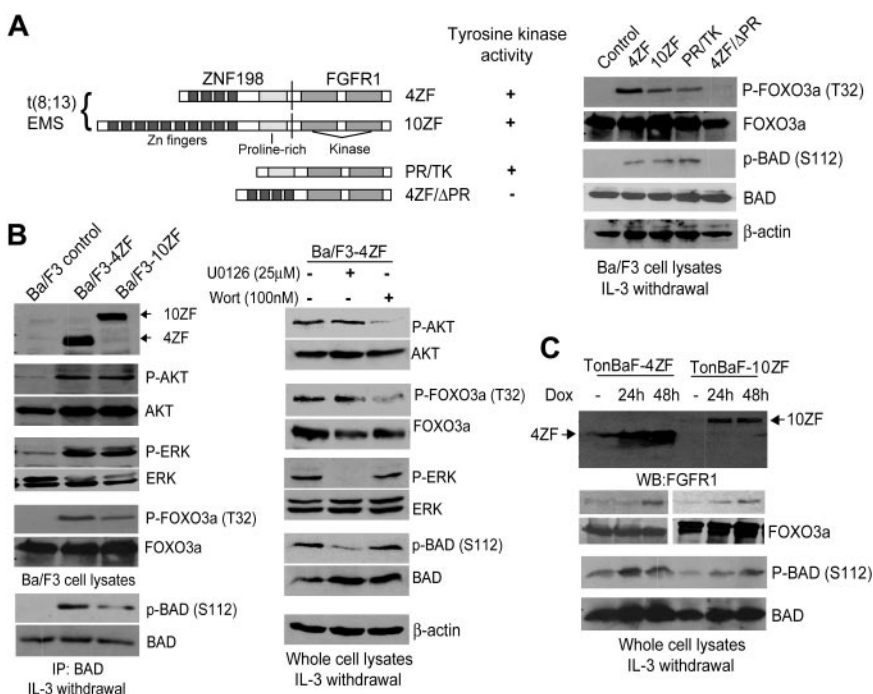 A
Tyrosine kinase
activity
ZNF198
FGFR1
t(8;13)
EMS
4ZF
+
10ZF
+
Zn fingers
Proline-rich
Kinase
PR/TK
+
4ZF/ΔPR
-
Control
4ZF
10ZF
PR/TK
4ZF/ΔPR
P-FOXO3a (T32)
FOXO3a
p-BAD (S112)
BAD
β-actin
Ba/F3 cell lysates
IL-3 withdrawal
B
Ba/F3 control
Ba/F3-4ZF
Ba/F3-10ZF
10ZF
4ZF
P-AKT
AKT
P-ERK
ERK
P-FOXO3a (T32)
FOXO3a
Ba/F3 cell lysates
p-BAD (S112)
BAD
IP: BAD
IL-3 withdrawal
Ba/F3-4ZF
U0126 (25µM) - + -
Wort (100nM) - - +
P-AKT
AKT
P-FOXO3a (T32)
FOXO3a
P-ERK
ERK
p-BAD (S112)
BAD
β-actin
Whole cell lysates
IL-3 withdrawal
C
TonBaF-4ZF TonBaF-10ZF
Dox - 24h 48h - 24h 48h
4ZF
10ZF
WB:FGFR1
FOXO3a
P-BAD (S112)
BAD
Whole cell lysates
IL-3 withdrawal